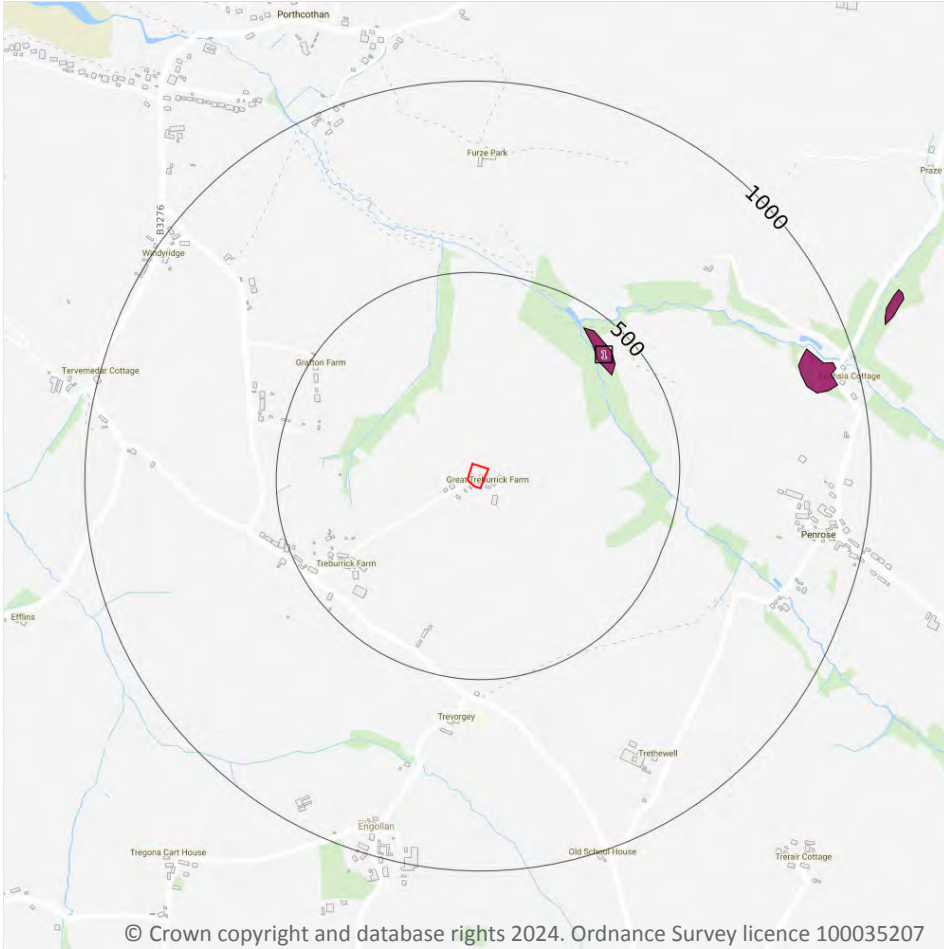 Porthcothan
Furze Park
1000
Praze
B3276
Windyridge
500
1
Grafton Farm
Tervemedar Cottage
Cottage
Great Treburrick Farm
Penrose
Treburrick Farm
Efflins
Trevorgey
Trethewell
Engollan
Tregona Cart House
Old School House
Trerair Cottage
© Crown copyright and database rights 2024. Ordnance Survey licence 100035207